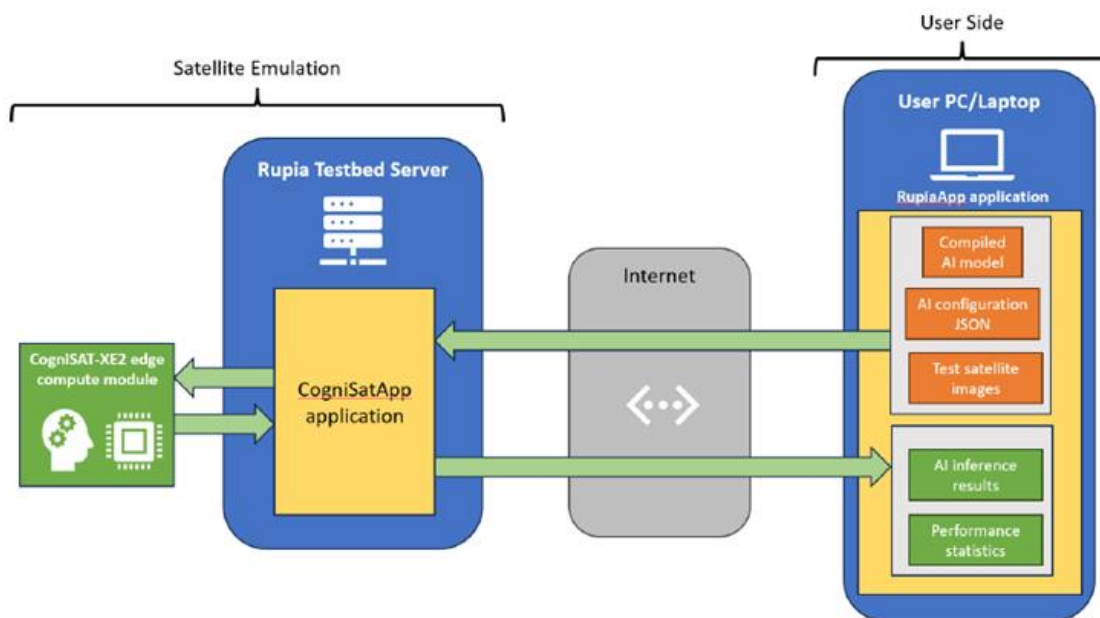 User Side
Satellite Emulation
User PC/Laptop
Rupia Testbed Server
RupiaApp application
Compiled
AI model
Internet
AI configuration
JSON
CogniSAT-XE2 edge
compute module
Test satellite
images
CogniSatApp
application
AI inference
results
Performance
statistics